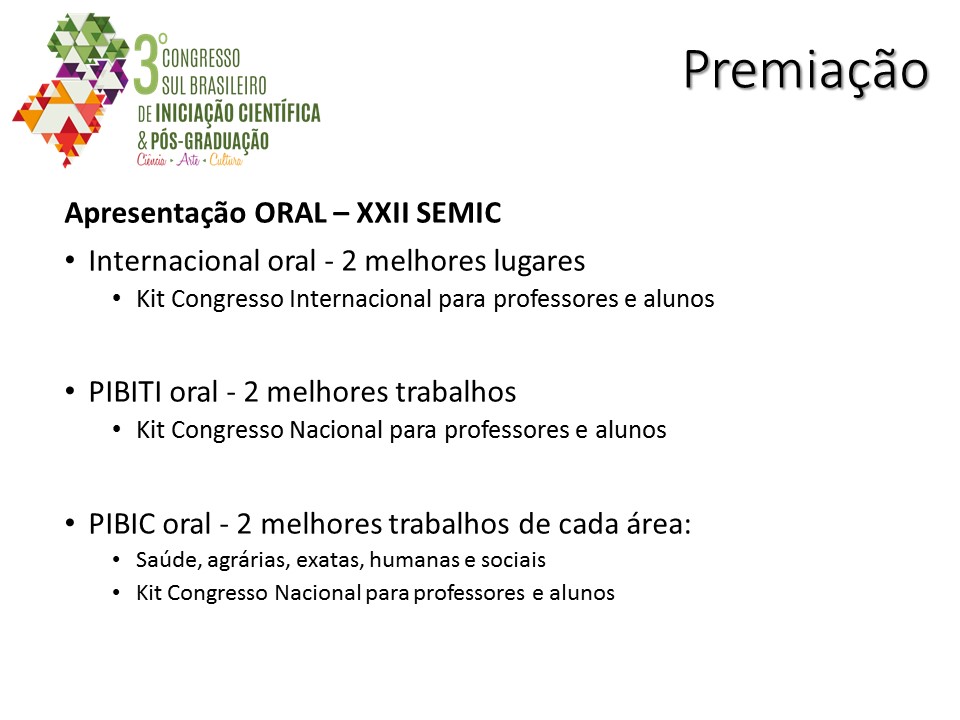 3º CONGRESSO
SUL BRASILEIRO
DE INICIAÇÃO CIENTÍFICA
& PÓS-GRADUAÇÃO
Ciência • Arte • Cultura
Premiação
Apresentação ORAL – XXII SEMIC
• Internacional oral - 2 melhores lugares
• Kit Congresso Internacional para professores e alunos
• PIBITI oral - 2 melhores trabalhos
• Kit Congresso Nacional para professores e alunos
• PIBIC oral - 2 melhores trabalhos de cada área:
• Saúde, agrárias, exatas, humanas e sociais
• Kit Congresso Nacional para professores e alunos